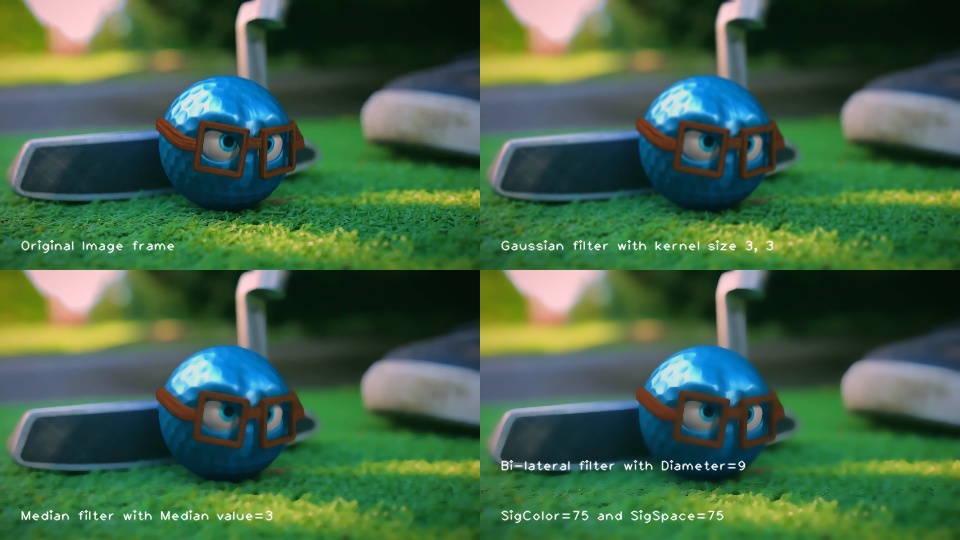 Original Image frame
Gaussian filter with kernel size 3, 3
Median filter with Median value=3
Bi-lateral filter with Diameter=9
SigColor=75 and SigSpace=75